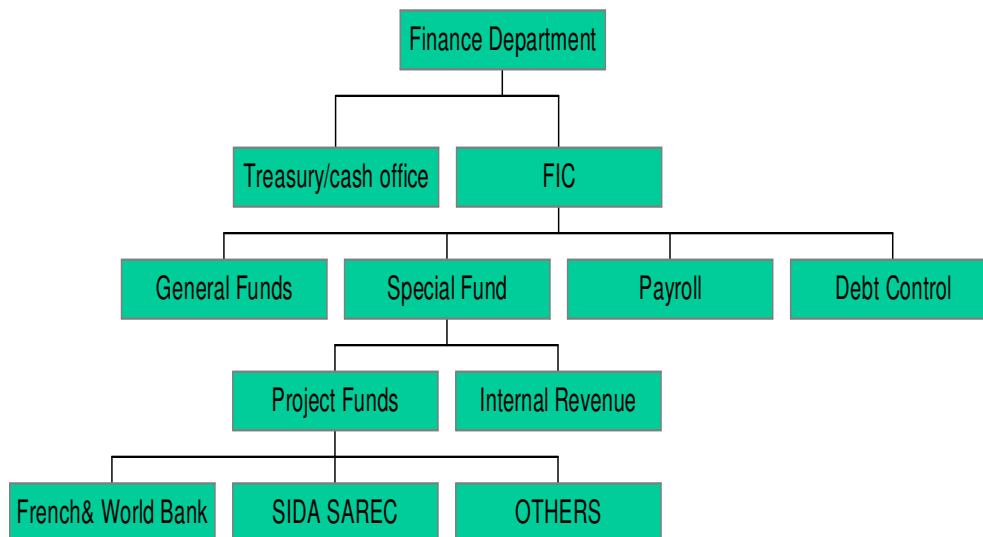 Finance Department
Treasury/cash office
FIC
General Funds
Special Fund
Payroll
Debt Control
Project Funds
Internal Revenue
French& World Bank
SIDA SAREC
OTHERS